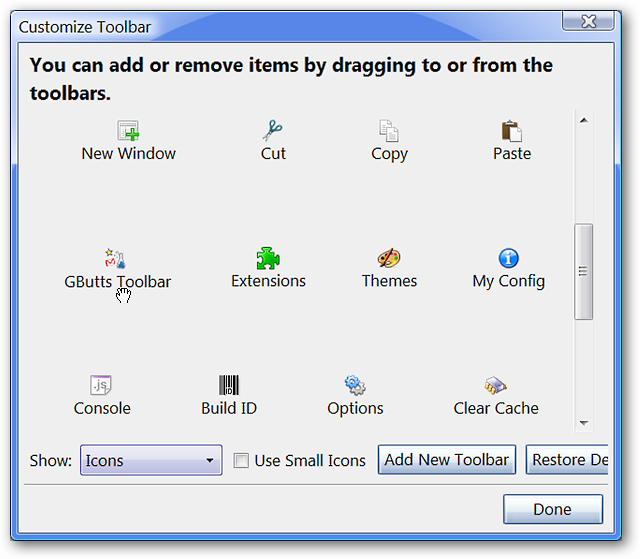 Customize Toolbar
You can add or remove items by dragging to or from the
toolbars.
New Window Cut Copy Paste
GButts Toolbar Extensions Themes My Config
.js ID
Console Build ID Options Clear Cache
Show: Icons Use Small Icons Add New Toolbar Restore De
Done